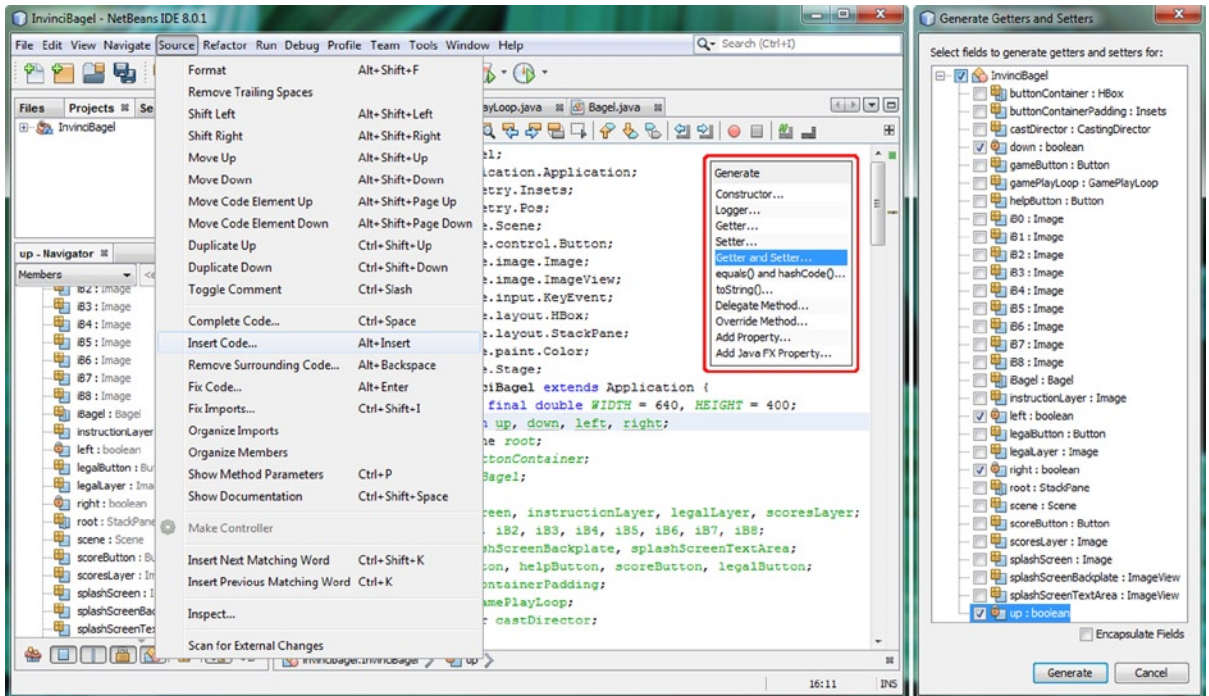 InvinciBagel - NetBeans IDE 8.0.1
File Edit View Navigate Source Refactor Run Debug Profile Team Tools Window Help
Search (Ctrl+I)
Files Projects Se
InvinciBagel
up - Navigator
Members
iB2 : Image
iB3 : Image
iB4 : Image
iB5 : Image
iB6 : Image
iB7 : Image
iB8 : Image
iBagel : Bagel
instructionLayer
left : boolean
legalButton : Bu
legalLayer : Ima
right : boolean
root : StackPane
scene : Scene
scoreButton : Bu
scoresLayer : Im
splashScreen : I
splashScreenBac
splashScreenTe
Format Alt+Shift+F
Remove Trailing Spaces
Shift Left Alt+Shift+Left
Shift Right Alt+Shift+Right
Move Up Alt+Shift+Up
Move Down Alt+Shift+Down
Move Code Element Up Alt+Shift+Page Up
Move Code Element Down Alt+Shift+Page Down
Duplicate Up Ctrl+Shift+Up
Duplicate Down Ctrl+Shift+Down
Toggle Comment Ctrl+Slash
Complete Code... Ctrl+Space
Insert Code... Alt+Insert
Remove Surrounding Code... Alt+Backspace
Fix Code... Alt+Enter
Fix Imports... Ctrl+Shift+I
Organize Imports
Organize Members
Show Method Parameters Ctrl+P
Show Documentation Ctrl+Shift+Space
Make Controller
Insert Next Matching Word Ctrl+Shift+K
Insert Previous Matching Word Ctrl+K
Inspect...
Scan for External Changes
ayLoop.java Bagel.java
el;
ication.Application;
etry.Insets;
etry.Pos;
e.Scene;
e.control.Button;
e.image.Image;
e.image.ImageView;
e.input.KeyEvent;
e.layout.HBox;
e.layout.StackPane;
e.paint.Color;
e.Stage;
ciBagel extends Application {
final double WIDTH = 640, HEIGHT = 400;
n up, down, left, right;
ne root;
ttonContainer;
Bagel;
reen, instructionLayer, legalLayer, scoresLayer;
, iB2, iB3, iB4, iB5, iB6, iB7, iB8;
shScreenBackplate, splashScreenTextArea;
ton, helpButton, scoreButton, legalButton;
ontainerPadding;
amePlayLoop;
r castDirector;
Generate
Constructor...
Logger...
Getter...
Setter...
Getter and Setter...
equals() and hashCode()...
toString()...
Delegate Method...
Override Method...
Add Property...
Add Java FX Property...
invincibagel.InvinciBagel up
16:11 INS
Generate Getters and Setters
Select fields to generate getters and setters for:
InvinciBagel
buttonContainer : HBox
buttonContainerPadding : Insets
castDirector : CastingDirector
down : boolean
gameButton : Button
gamePlayLoop : GamePlayLoop
helpButton : Button
iB0 : Image
iB1 : Image
iB2 : Image
iB3 : Image
iB4 : Image
iB5 : Image
iB6 : Image
iB7 : Image
iB8 : Image
iBagel : Bagel
instructionLayer : Image
left : boolean
legalButton : Button
legalLayer : Image
right : boolean
root : StackPane
scene : Scene
scoreButton : Button
scoresLayer : Image
splashScreen : Image
splashScreenBackplate : ImageView
splashScreenTextArea : ImageView
up : boolean
Encapsulate Fields
Generate Cancel